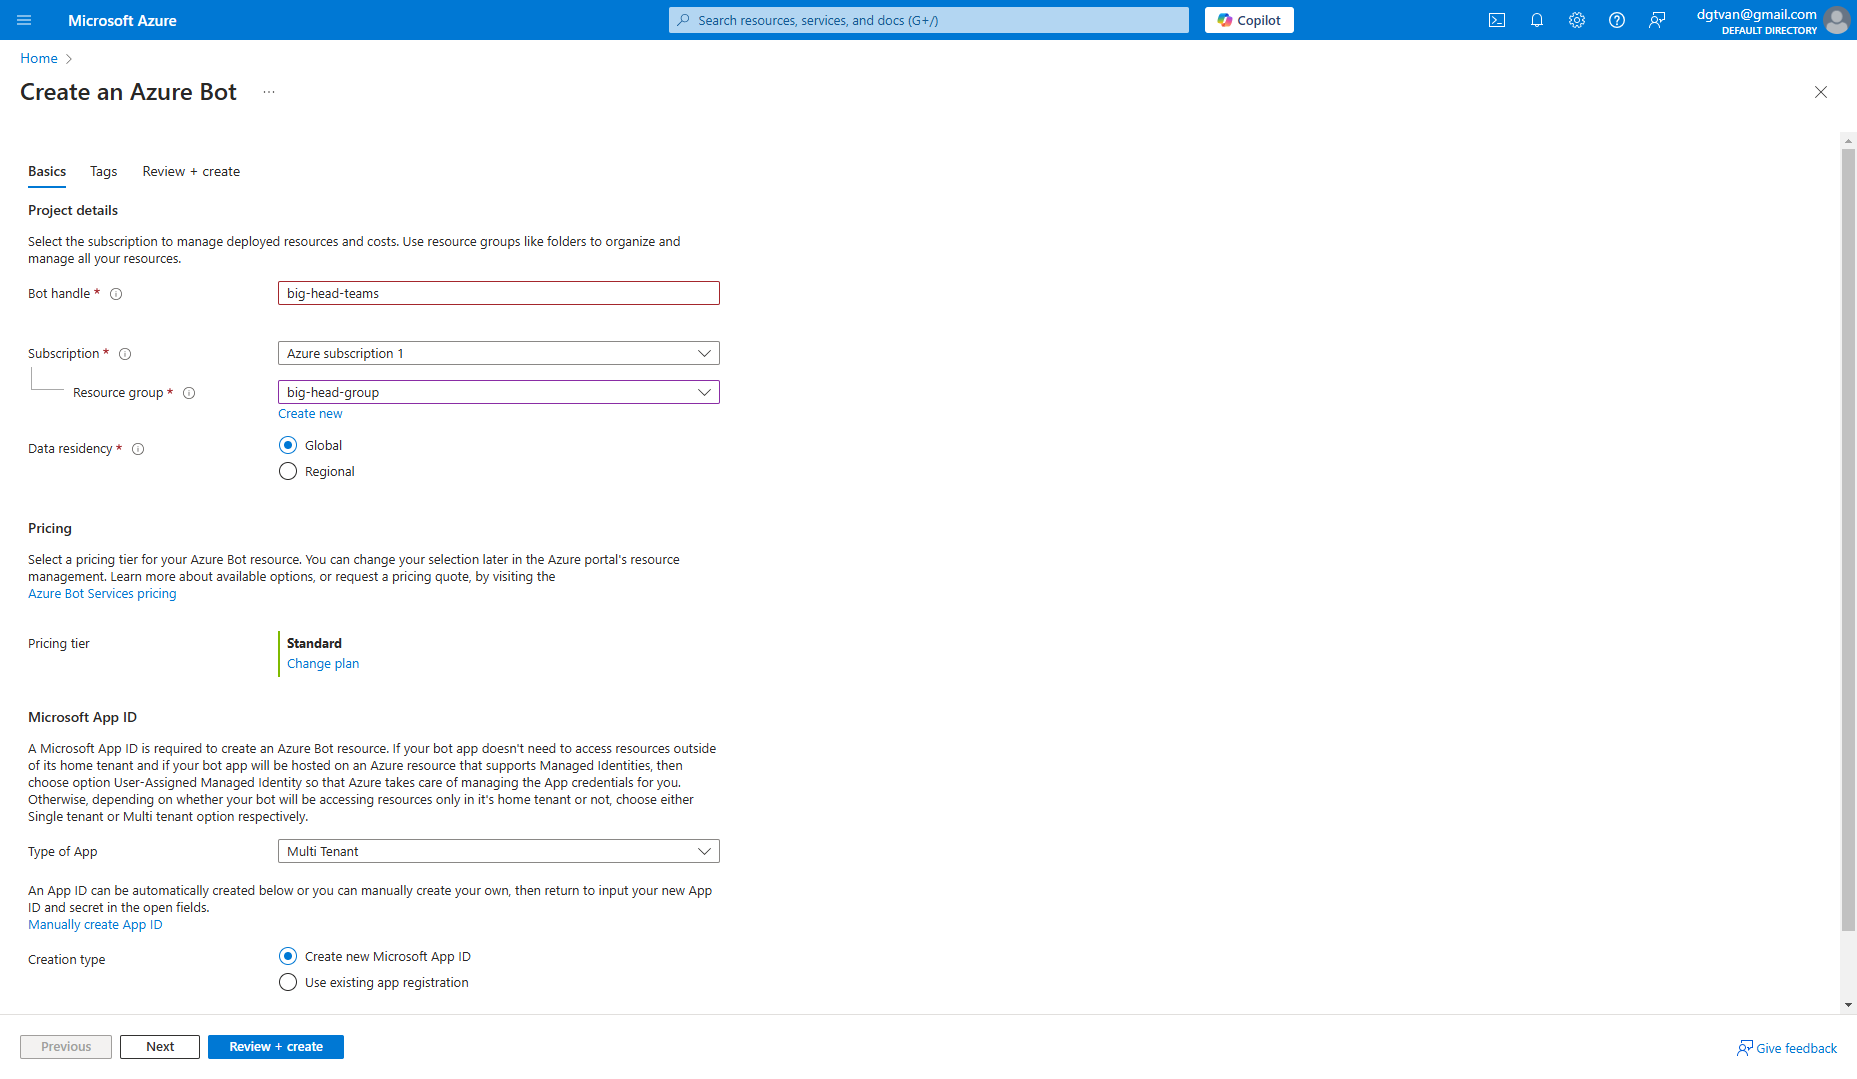 Microsoft Azure
Search resources, services, and docs (G+/)
Copilot
dgtvan@gmail.com
DEFAULT DIRECTORY
Home
Create an Azure Bot
Basics
Tags
Review + create
Project details
Select the subscription to manage deployed resources and costs. Use resource groups like folders to organize and
manage all your resources.
Bot handle *
big-head-teams
Subscription *
Azure subscription 1
Resource group *
big-head-group
Create new
Data residency *
Global
Regional
Pricing
Select a pricing tier for your Azure Bot resource. You can change your selection later in the Azure portal's resource
management. Learn more about available options, or request a pricing quote, by visiting the
Azure Bot Services pricing
Pricing tier
Standard
Change plan
Microsoft App ID
A Microsoft App ID is required to create an Azure Bot resource. If your bot app doesn't need to access resources outside
of its home tenant and if your bot app will be hosted on an Azure resource that supports Managed Identities, then
choose option User-Assigned Managed Identity so that Azure takes care of managing the App credentials for you.
Otherwise, depending on whether your bot will be accessing resources only in it's home tenant or not, choose either
Single tenant or Multi tenant option respectively.
Type of App
Multi Tenant
An App ID can be automatically created below or you can manually create your own, then return to input your new App
ID and secret in the open fields.
Manually create App ID
Creation type
Create new Microsoft App ID
Use existing app registration
Previous
Next
Review + create
Give feedback